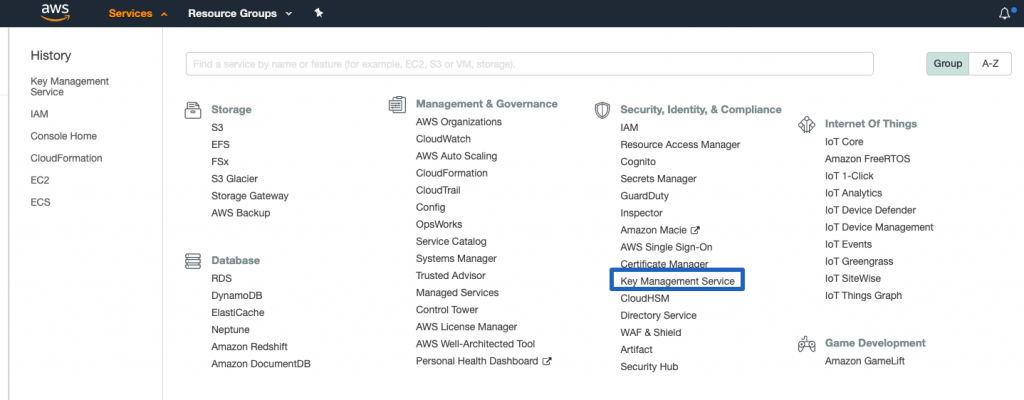 aws
Services
Resource Groups
History
Key Management
Service
IAM
Console Home
CloudFormation
EC2
ECS
Find a service by name or feature (for example, EC2, S3 or VM, storage).
Group
A-Z
Storage
S3
EFS
FSx
S3 Glacier
Storage Gateway
AWS Backup
Database
RDS
DynamoDB
ElastiCache
Neptune
Amazon Redshift
Amazon DocumentDB
Management & Governance
AWS Organizations
CloudWatch
AWS Auto Scaling
CloudFormation
CloudTrail
Config
OpsWorks
Service Catalog
Systems Manager
Trusted Advisor
Managed Services
Control Tower
AWS License Manager
AWS Well-Architected Tool
Personal Health Dashboard
Security, Identity, & Compliance
IAM
Resource Access Manager
Cognito
Secrets Manager
GuardDuty
Inspector
Amazon Macie
AWS Single Sign-On
Certificate Manager
Key Management Service
CloudHSM
Directory Service
WAF & Shield
Artifact
Security Hub
Internet Of Things
IoT Core
Amazon FreeRTOS
IoT 1-Click
IoT Analytics
IoT Device Defender
IoT Device Management
IoT Events
IoT Greengrass
IoT SiteWise
IoT Things Graph
Game Development
Amazon GameLift